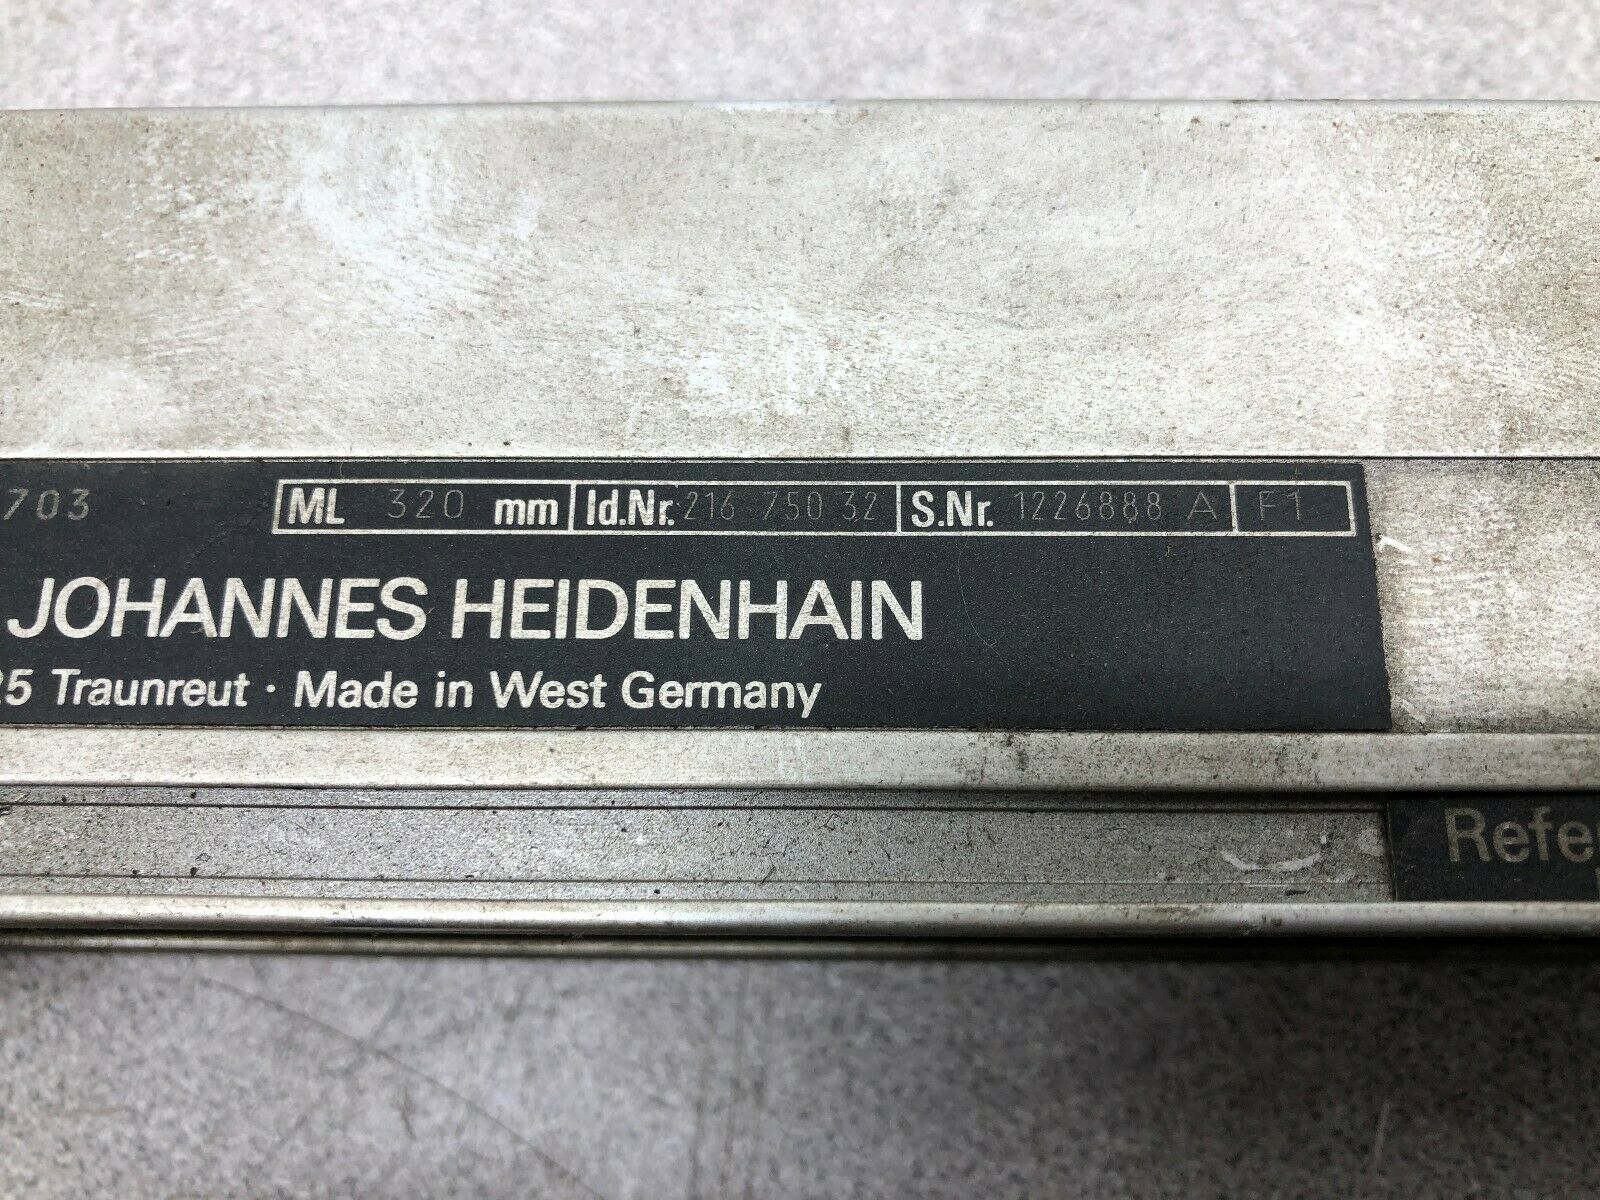 703 ML 320 mm Id.Nr. 216 750 32 S.Nr. 1226888 A F1
JOHANNES HEIDENHAIN
25 Traunreut · Made in West Germany
Refe